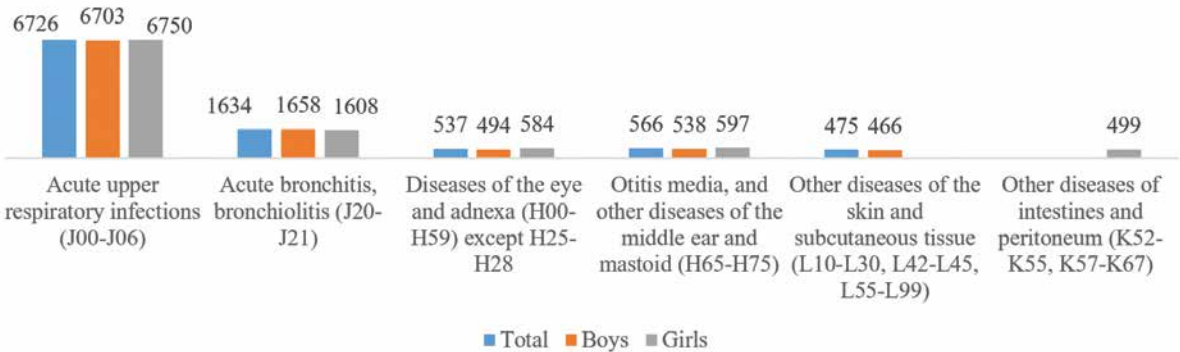 6726 6703 6750
1634 1658 1608
537 494 584
566 538 597
475 466
499
Acute upper
respiratory infections
(J00-J06)
Acute bronchitis,
bronchiolitis (J20-
J21)
Diseases of the eye
and adnexa (H00-
H59) except H25-
H28
Otitis media, and
other diseases of the
middle ear and
mastoid (H65-H75)
Other diseases of the
skin and
subcutaneous tissue
(L10-L30, L42-L45,
L55-L99)
Other diseases of
intestines and
peritoneum (K52-
K55, K57-K67)
Total Boys Girls